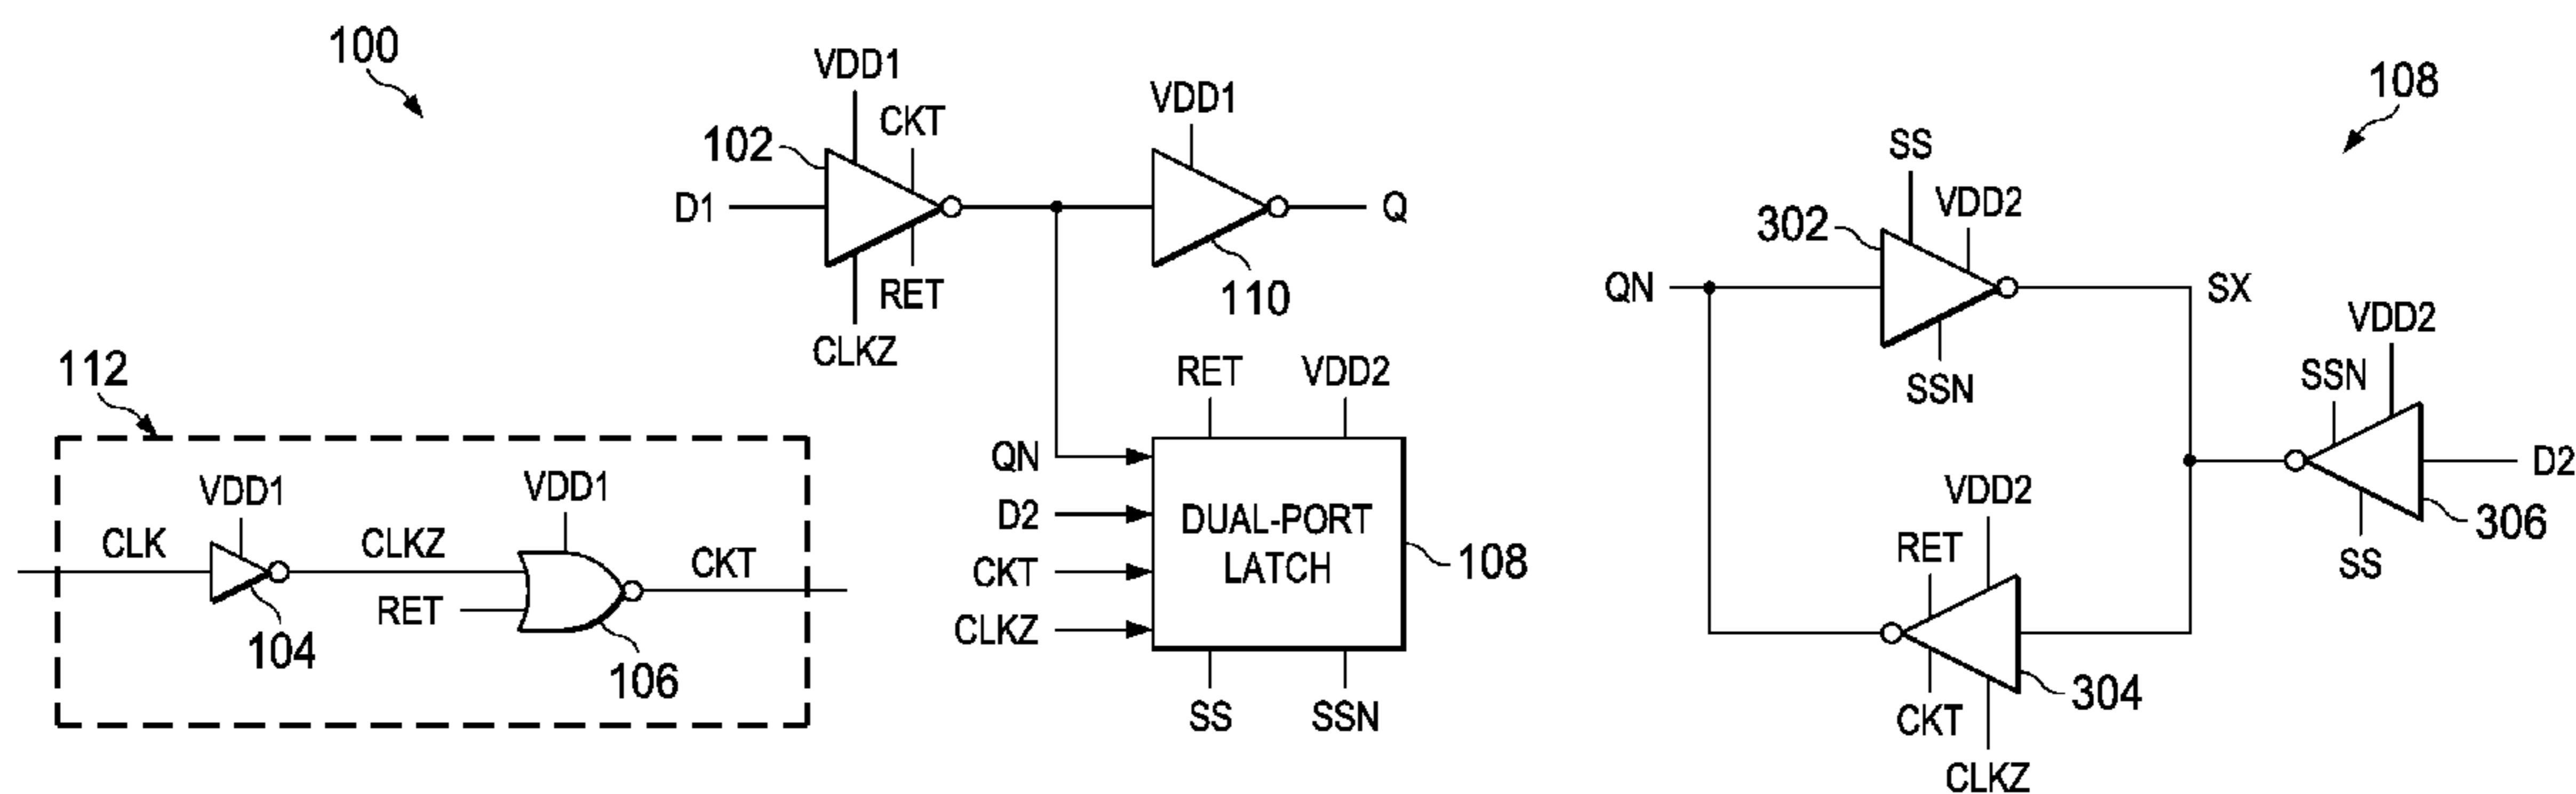 100
VDD1
CKT
102
D1
RET
CLKZ
VDD1
Q
110
112
VDD1
CLK
CLKZ
RET
104
VDD1
CKT
106
RET
VDD2
QN
D2
CKT
CLKZ
DUAL-PORT
LATCH
108
SS
SSN
108
SS
VDD2
302
QN
SX
SSN
VDD2
SSN
D2
306
SS
VDD2
RET
304
CKT
CLKZ